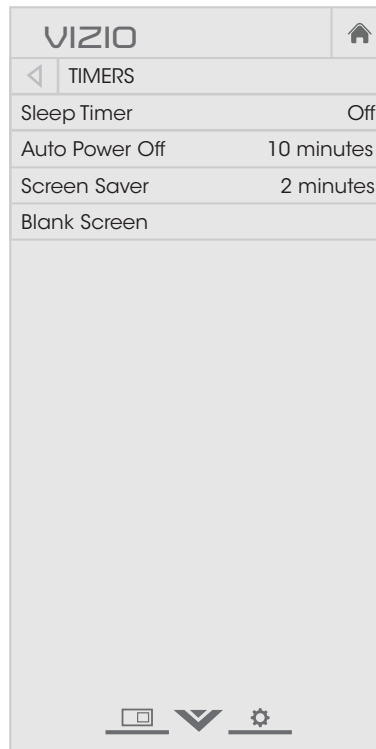 VIZIO
TIMERS
Sleep Timer Off
Auto Power Off 10 minutes
Screen Saver 2 minutes
Blank Screen